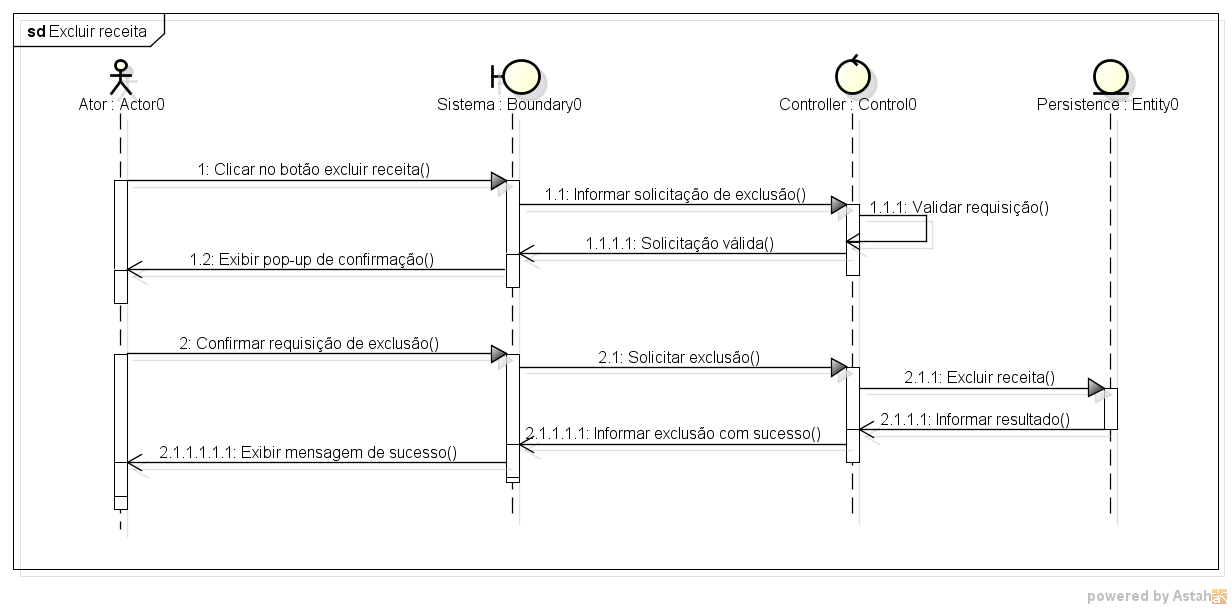 sd Excluir receita
Ator : Actor0
Sistema : Boundary0
Controller : Control0
Persistence : Entity0
1: Clicar no botão excluir receita()
1.1: Informar solicitação de exclusão()
1.1.1: Validar requisição()
1.1.1.1: Solicitação válida()
1.2: Exibir pop-up de confirmação()
2: Confirmar requisição de exclusão()
2.1: Solicitar exclusão()
2.1.1: Excluir receita()
2.1.1.1: Informar resultado()
2.1.1.1.1: Informar exclusão com sucesso()
2.1.1.1.1.1: Exibir mensagem de sucesso()
powered by Astah